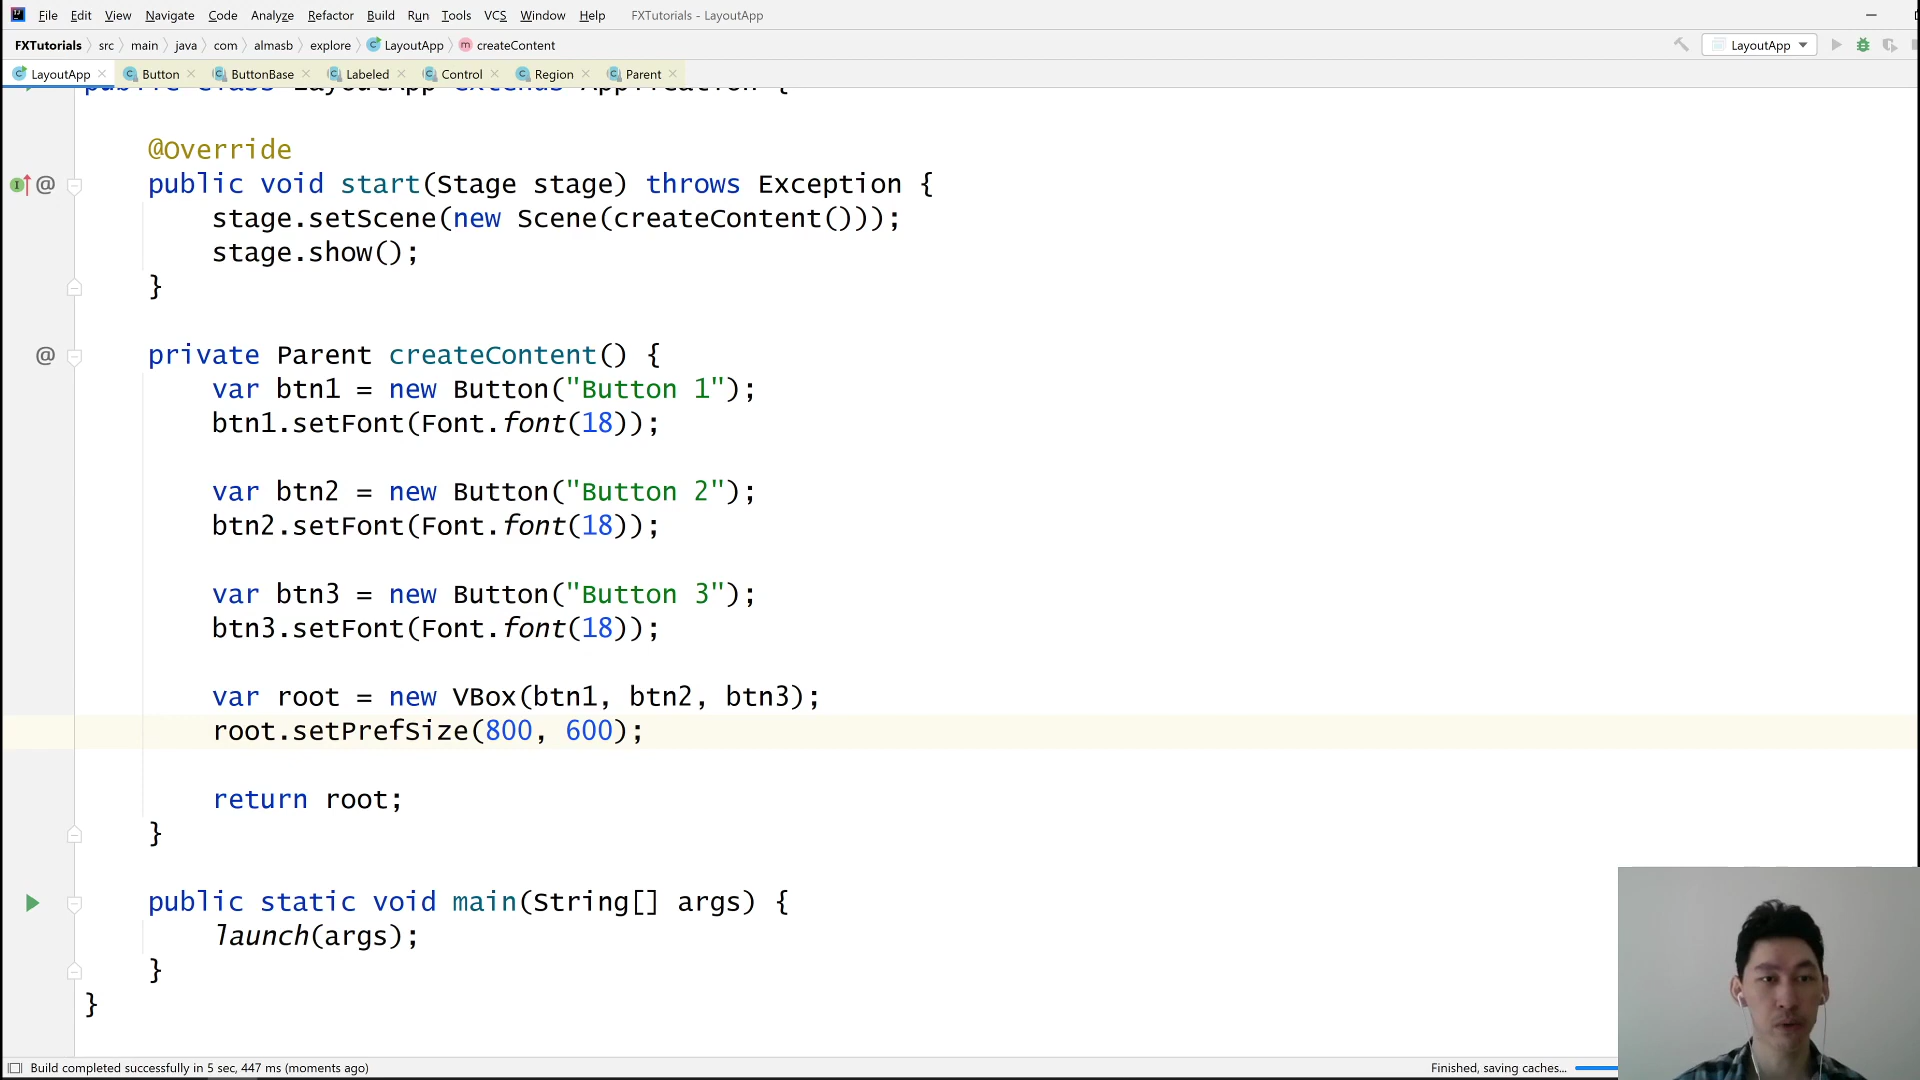 File Edit View Navigate Code Analyze Refactor Build Run Tools VCS Window Help FXTutorials - LayoutApp
FXTutorials src main java com almasb explore LayoutApp createContent LayoutApp
LayoutApp Button ButtonBase Labeled Control Region Parent
public class LayoutApp extends Application {
@Override
public void start(Stage stage) throws Exception {
stage.setScene(new Scene(createContent()));
stage.show();
}
private Parent createContent() {
var btn1 = new Button("Button 1");
btn1.setFont(Font.font(18));
var btn2 = new Button("Button 2");
btn2.setFont(Font.font(18));
var btn3 = new Button("Button 3");
btn3.setFont(Font.font(18));
var root = new VBox(btn1, btn2, btn3);
root.setPrefSize(800, 600);
return root;
}
public static void main(String[] args) {
launch(args);
}
}
Build completed successfully in 5 sec, 447 ms (moments ago) Finished, saving caches...